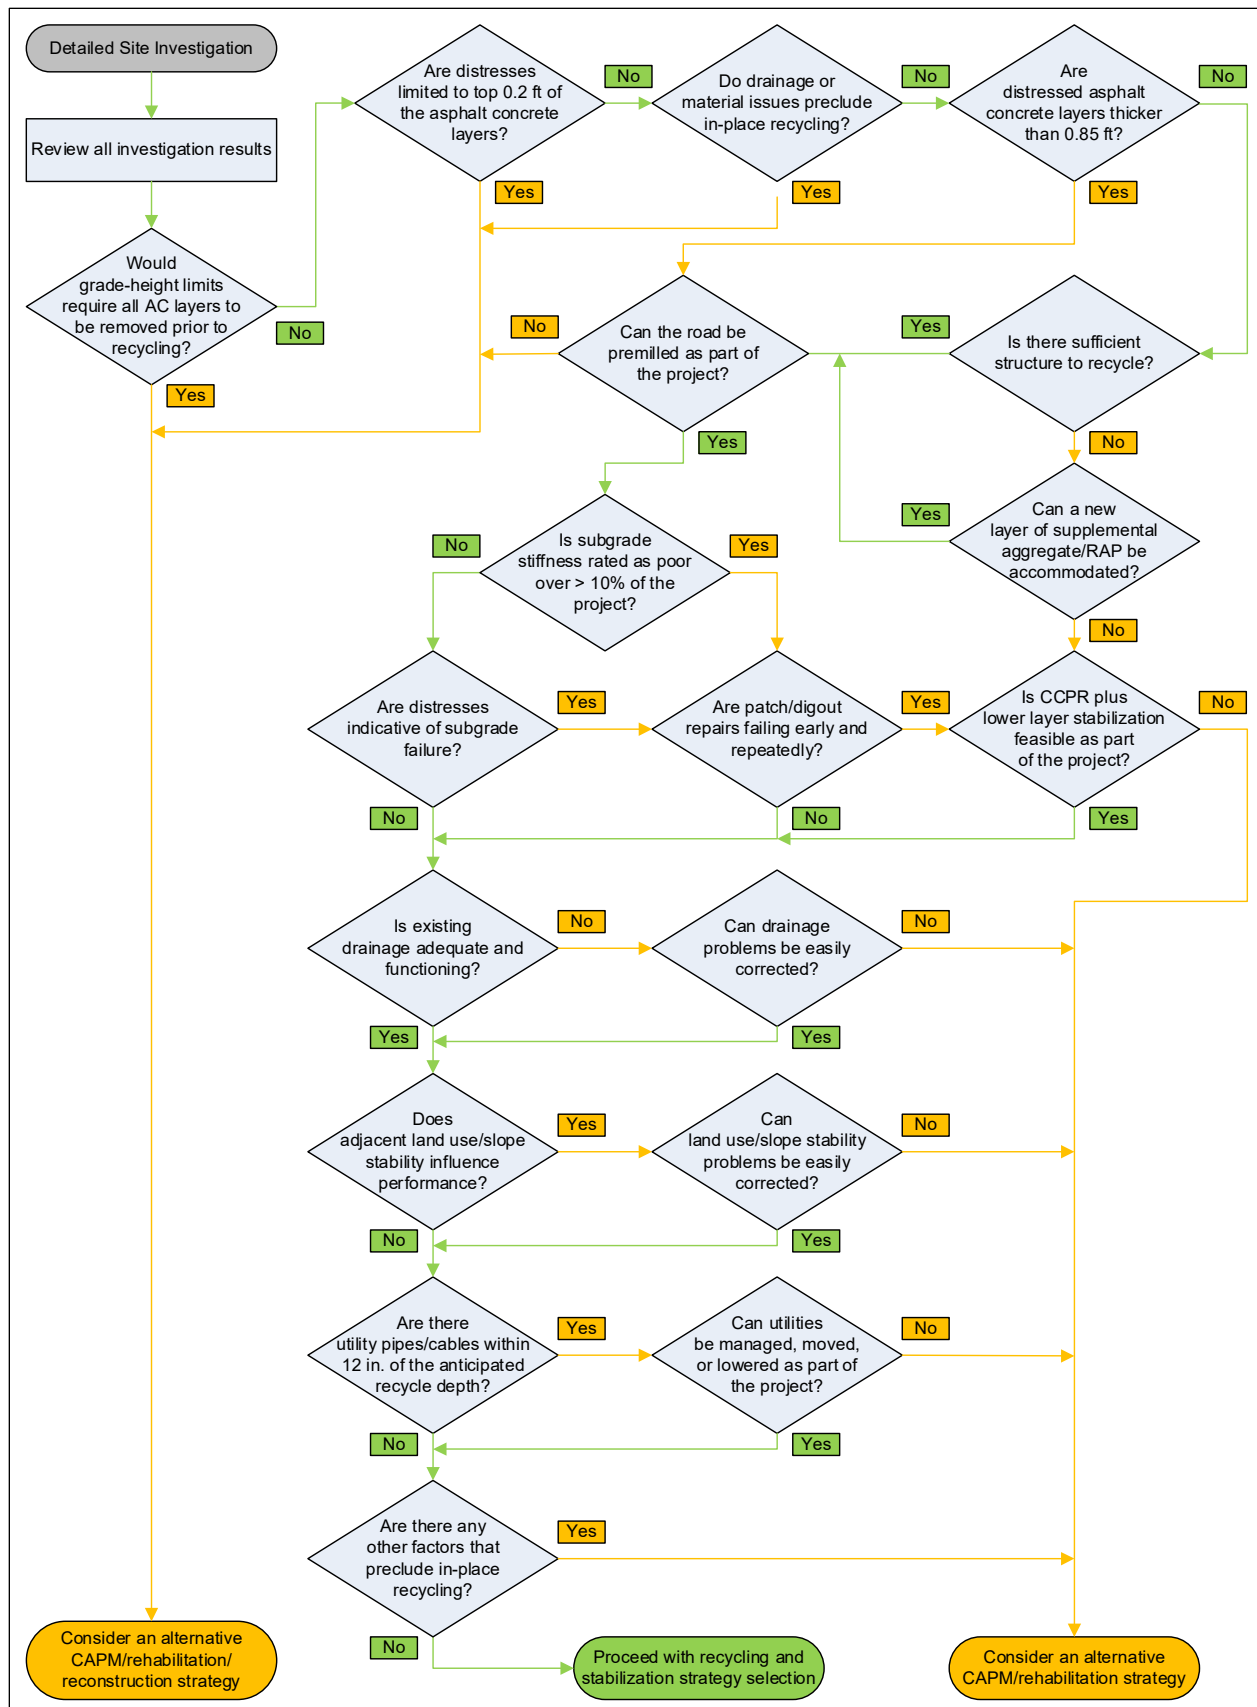 Detailed Site Investigation
Review all investigation results
Would
grade-height limits
require all AC layers to
be removed prior to
recycling?
No
Yes
Are distresses
limited to top 0.2 ft of
the asphalt concrete
layers?
No
Yes
Do drainage or
material issues preclude
in-place recycling?
No
Yes
Are
distressed asphalt
concrete layers thicker
than 0.85 ft?
No
Yes
Can the road be
premilled as part of
the project?
No
Yes
Is there sufficient
structure to recycle?
Yes
No
Can a new
layer of supplemental
aggregate/RAP be
accommodated?
Yes
No
Is subgrade
stiffness rated as poor
over > 10% of the
project?
No
Yes
Are distresses
indicative of subgrade
failure?
Yes
No
Are patch/digout
repairs failing early and
repeatedly?
Yes
No
Is CCPR plus
lower layer stabilization
feasible as part
of the project?
No
Yes
Is existing
drainage adequate and
functioning?
No
Yes
Can drainage
problems be easily
corrected?
No
Yes
Does
adjacent land use/slope
stability influence
performance?
Yes
No
Can
land use/slope stability
problems be easily
corrected?
No
Yes
Are there
utility pipes/cables within
12 in. of the anticipated
recycle depth?
Yes
No
Can utilities
be managed, moved,
or lowered as part of
the project?
No
Yes
Are there any
other factors that
preclude in-place
recycling?
Yes
No
Consider an alternative
CAPM/rehabilitation/
reconstruction strategy
Proceed with recycling and
stabilization strategy selection
Consider an alternative
CAPM/rehabilitation strategy